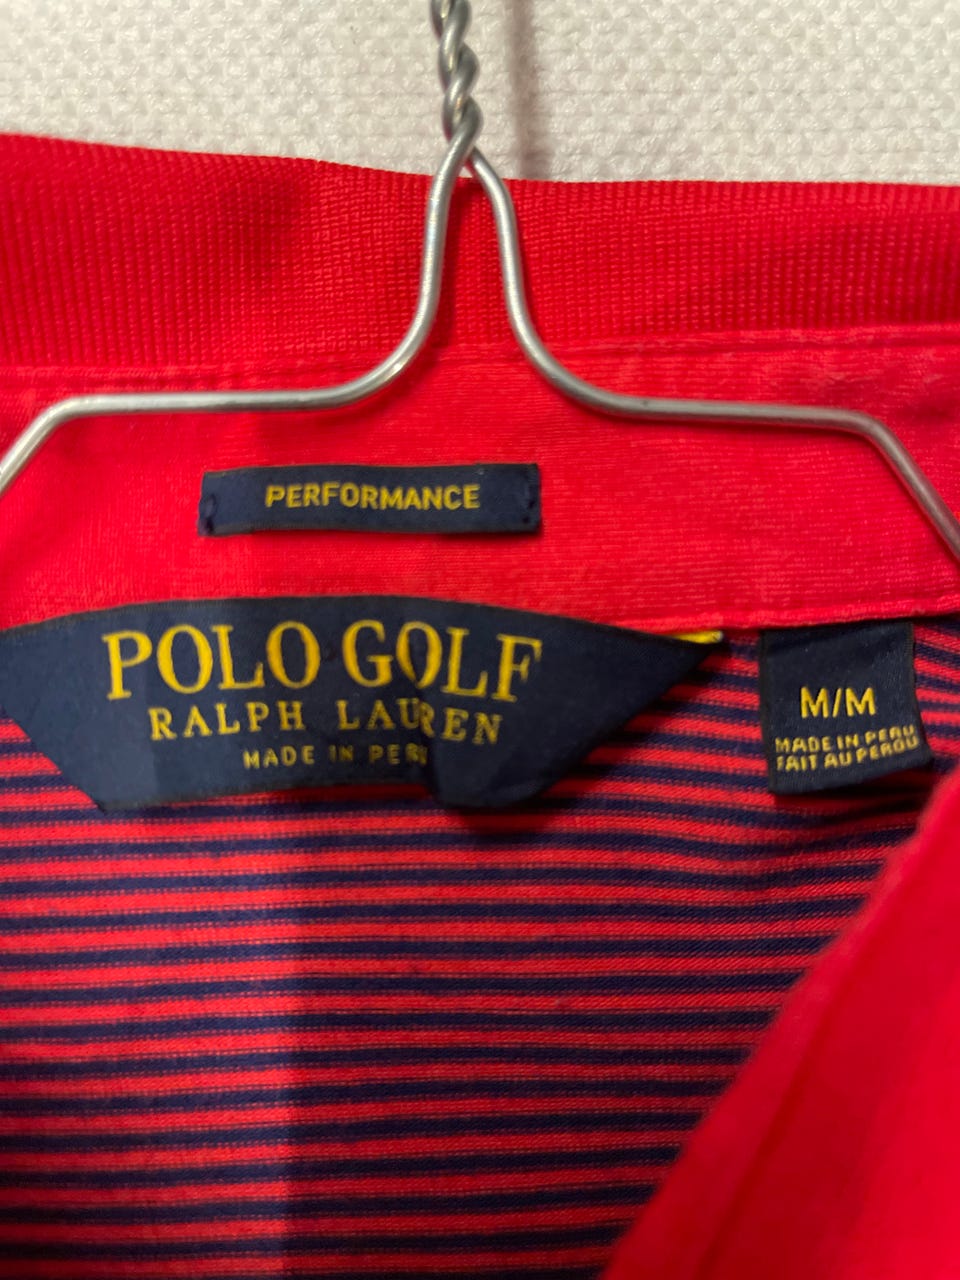 PERFORMANCE
POLO GOLF
RALPH LAUREN
MADE IN PERU
M/M
MADE IN PERU
FAIT AU PEROU